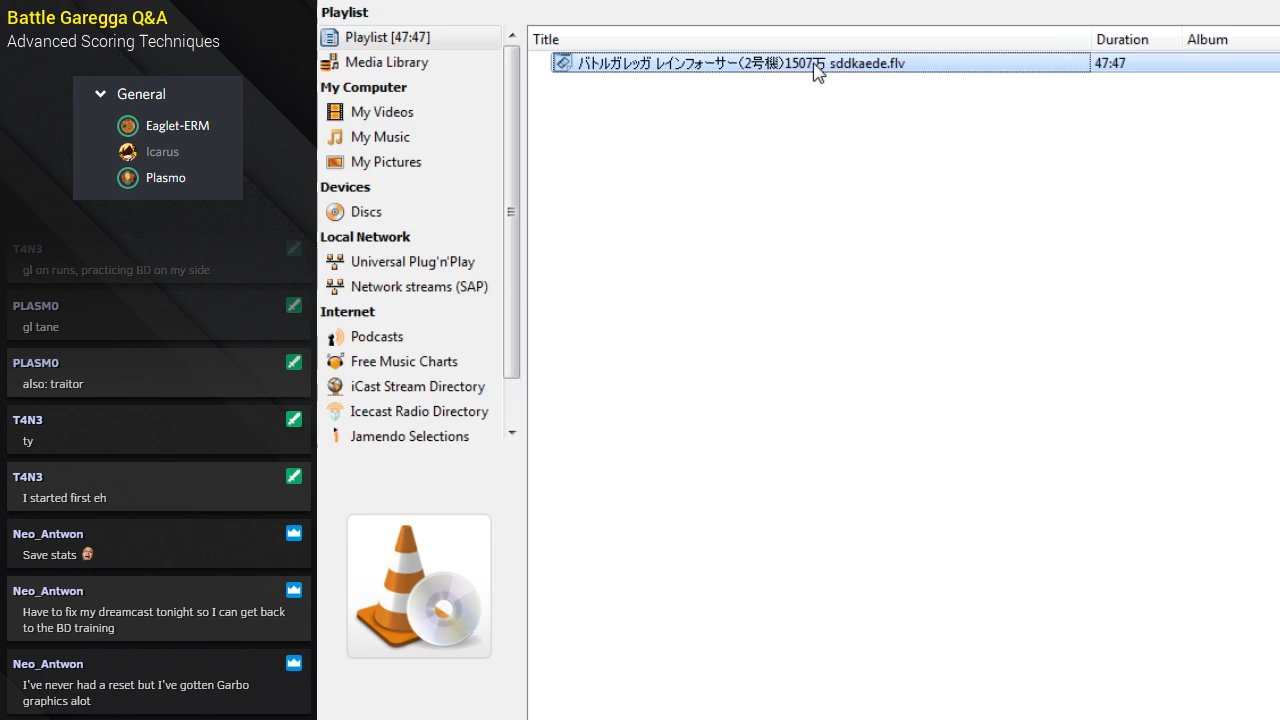 Battle Garegga Q&A
Advanced Scoring Techniques
General
Eaglet-ERM
Icarus
Plasmo
T4N3
gl on runs, practicing BD on my side
PLASM0
gl tane
PLASM0
also: traitor
T4N3
ty
T4N3
I started first eh
Neo_Antwon
Save stats
Neo_Antwon
Have to fix my dreamcast tonight so I can get back
to the BD training
Neo_Antwon
I've never had a reset but I've gotten Garbo
graphics alot
Playlist
Playlist [47:47]
Media Library
My Computer
My Videos
My Music
My Pictures
Devices
Discs
Local Network
Universal Plug'n'Play
Network streams (SAP)
Internet
Podcasts
Free Music Charts
iCast Stream Directory
Icecast Radio Directory
Jamendo Selections
Title Duration Album
バトルガレッガ レインフォーサー(2号機)1507万 sddkaede.flv 47:47